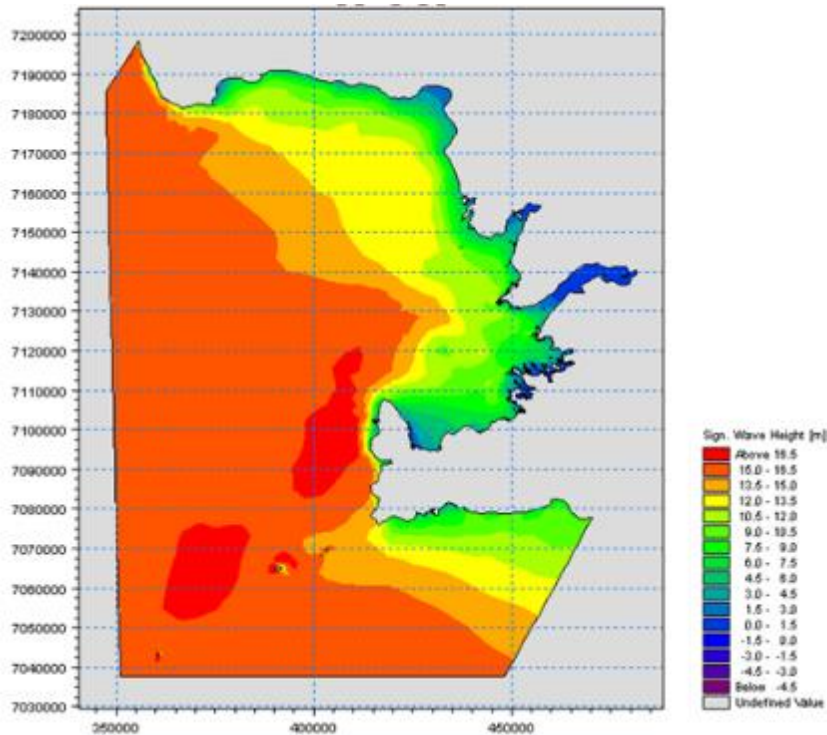 7200000
7190000
7180000
7170000
7160000
7150000
7140000
7130000
7120000
7110000
7100000
7090000
7080000
7070000
7060000
7050000
7040000
7030000
350000
400000
450000
Sign. Wave Height [m]
Above 16.5
15.0 - 16.5
13.5 - 15.0
12.0 - 13.5
10.5 - 12.0
9.0 - 10.5
7.5 - 9.0
6.0 - 7.5
4.5 - 6.0
3.0 - 4.5
1.5 - 3.0
0.0 - 1.5
-1.5 - 0.0
-3.0 - -1.5
-4.5 - -3.0
Below -4.5
Undefined Value